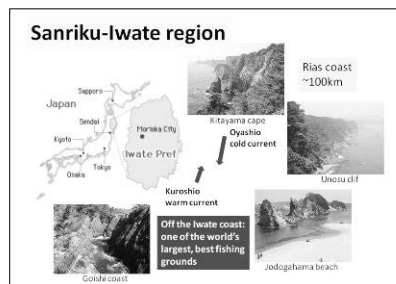 Sanriku-Iwate region
Rias coast
~100km
Japan
Sapporo
Sendai
Kyoto
Osaka
Tokyo
Morioka City
Iwate Pref
Kitayama cape
Oyashio
cold current
Unosu clif
Kuroshio
warm current
Off the Iwate coast:
one of the world's
largest, best fishing
grounds
Goishi coast
Jodogahama beach